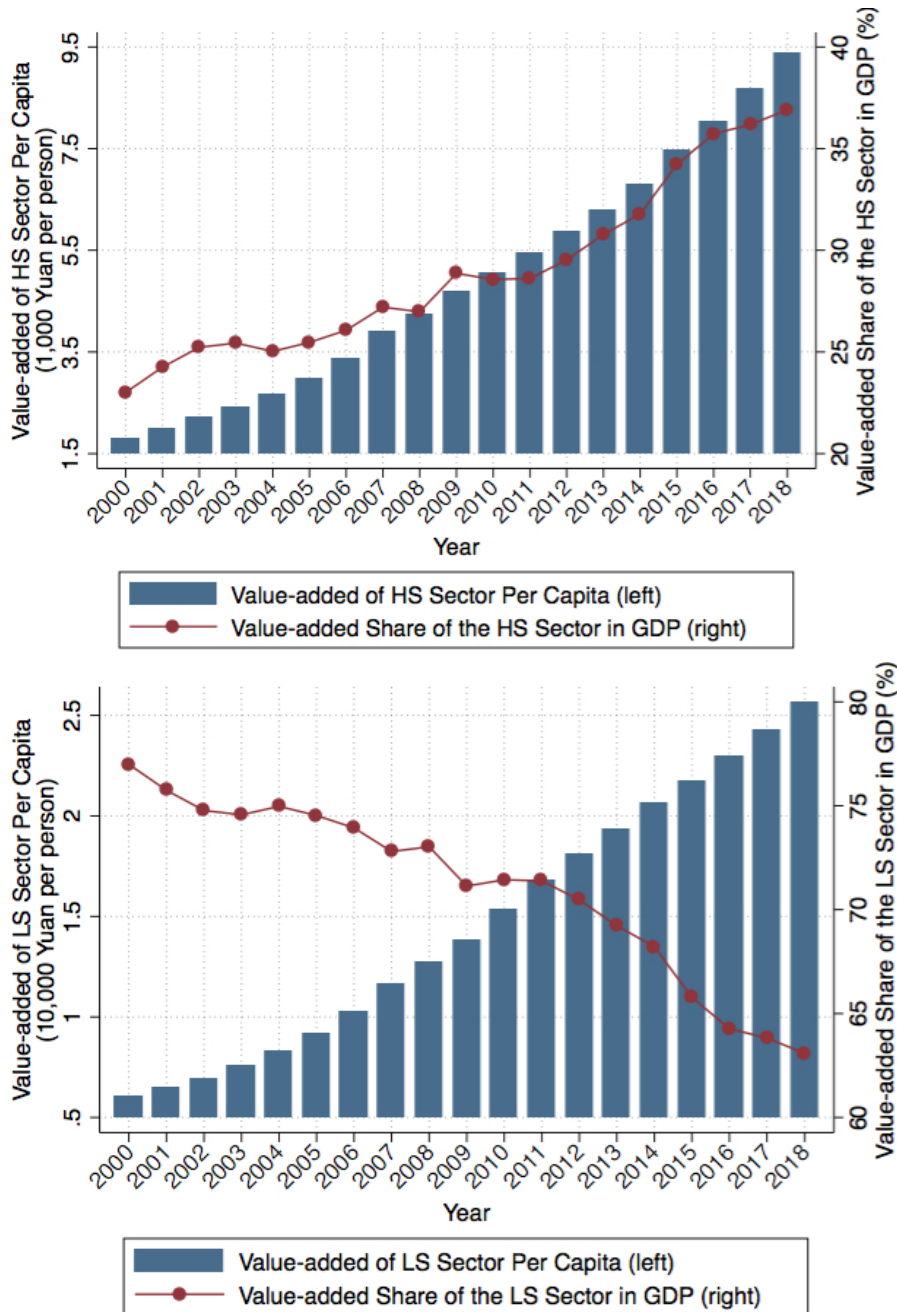 Value-added of HS Sector Per Capita
(1,000 Yuan per person)
9.5
7.5
5.5
3.5
1.5
40
35
30
25
20
Value-added Share of the HS Sector in GDP (%)
2000 2001 2002 2003 2004 2005 2006 2007 2008 2009 2010 2011 2012 2013 2014 2015 2016 2017 2018
Year
Value-added of HS Sector Per Capita (left)
Value-added Share of the HS Sector in GDP (right)
Value-added of LS Sector Per Capita
(10,000 Yuan per person)
2.5
2
1.5
1
.5
80
75
70
65
60
Value-added Share of the LS Sector in GDP (%)
2000 2001 2002 2003 2004 2005 2006 2007 2008 2009 2010 2011 2012 2013 2014 2015 2016 2017 2018
Year
Value-added of LS Sector Per Capita (left)
Value-added Share of the LS Sector in GDP (right)